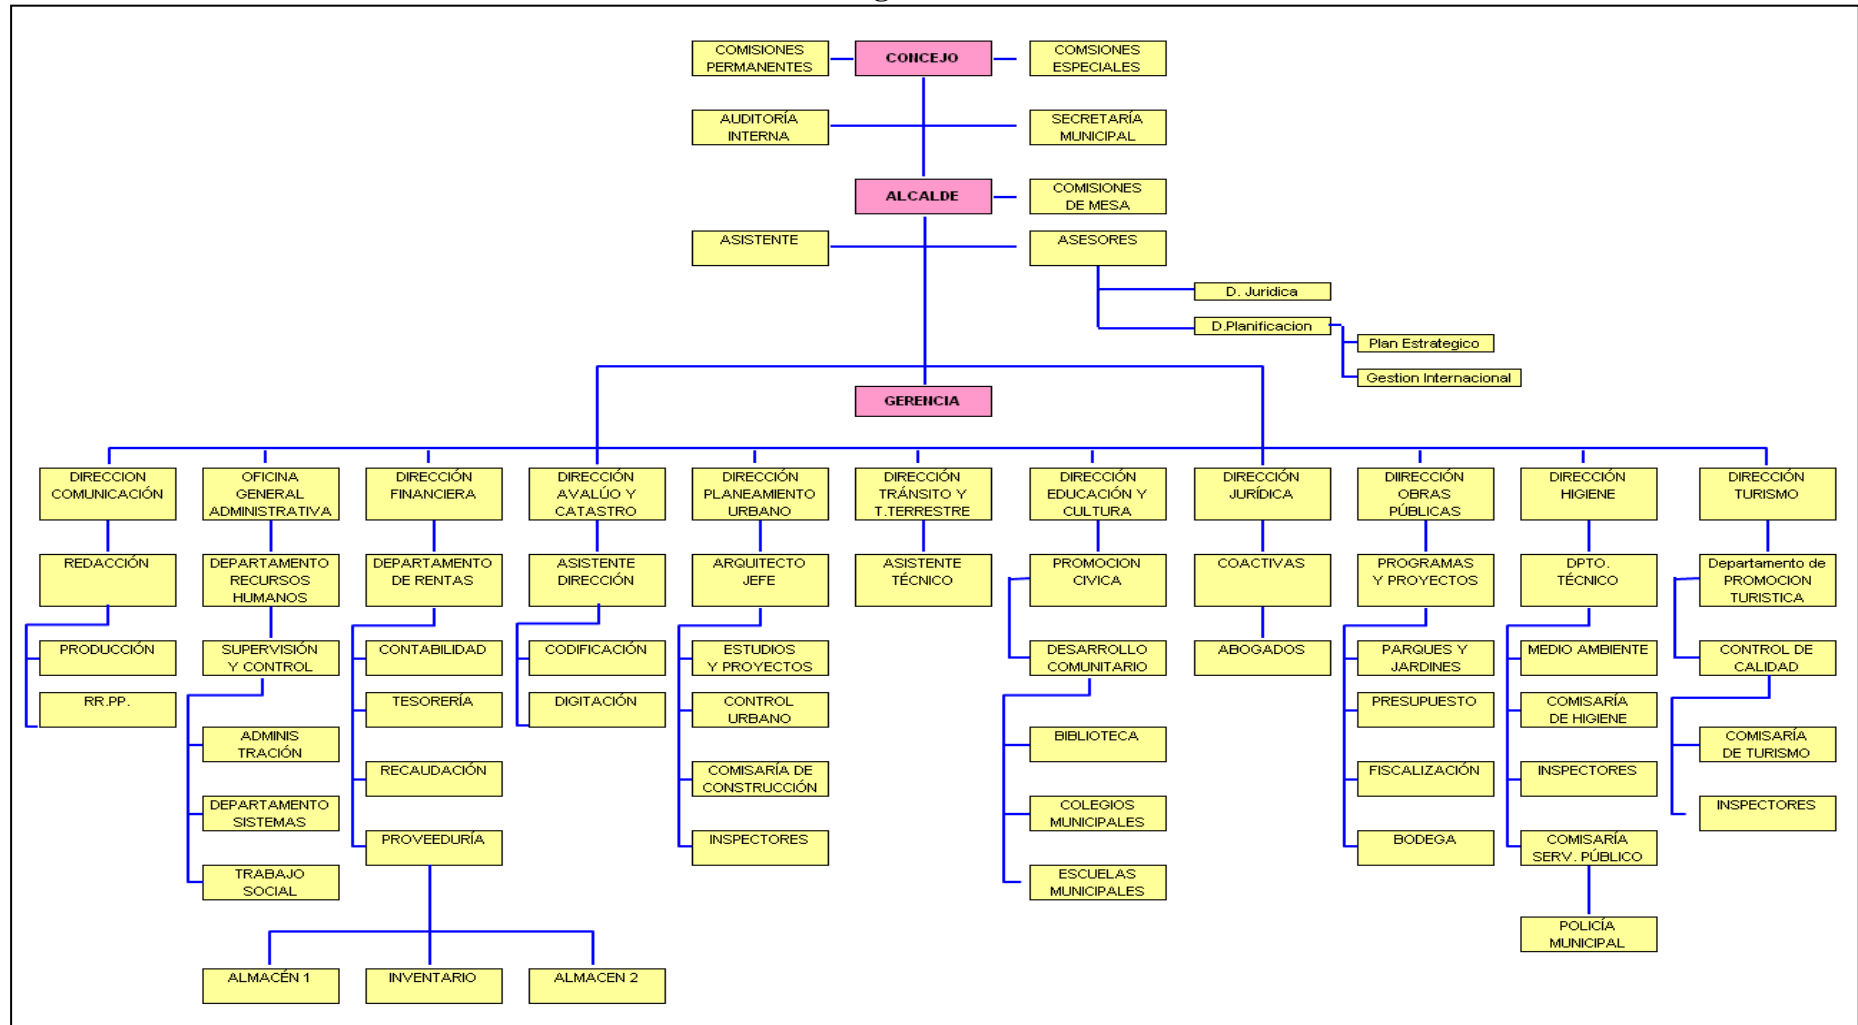 COMISIONES
PERMANENTES
CONCEJO
COMSIONES
ESPECIALES
AUDITORÍA
INTERNA
SECRETARÍA
MUNICIPAL
ALCALDE
COMISIONES
DE MESA
ASISTENTE
ASESORES
D. Juridica
D.Planificacion
Plan Estrategico
Gestion Internacional
GERENCIA
DIRECCION
COMUNICACIÓN
OFICINA
GENERAL
ADMINISTRATIVA
DIRECCIÓN
FINANCIERA
DIRECCIÓN
AVALÚO Y
CATASTRO
DIRECCIÓN
PLANEAMIENTO
URBANO
DIRECCIÓN
TRÁNSITO Y
T.TERRESTRE
DIRECCIÓN
EDUCACIÓN Y
CULTURA
DIRECCIÓN
JURÍDICA
DIIRECCIÓN
OBRAS
PÚBLICAS
DIRECCIÓN
HIGIENE
DIRECCIÓN
TURISMO
REDACCIÓN
DEPARTAMENTO
RECURSOS
HUMANOS
DEPARTAMENTO
DE RENTAS
ASISTENTE
DIRECCIÓN
ARQUITECTO
JEFE
ASISTENTE
TÉCNICO
PROMOCION
CIVICA
COACTIVAS
PROGRAMAS
Y PROYECTOS
DPTO.
TÉCNICO
Departamento de
PROMOCION
TURISTICA
PRODUCCIÓN
SUPERVISIÓN
Y CONTROL
CONTABILIDAD
CODIFICACIÓN
ESTUDIOS
Y PROYECTOS
DESARROLLO
COMUNITARIO
ABOGADOS
PARQUES Y
JARDINES
MEDIO AMBIENTE
CONTROL DE
CALIDAD
RR.PP.
TESORERÍA
DIGITACIÓN
CONTROL
URBANO
PRESUPUESTO
COMISARÍA
DE HIGIENE
ADMINIS
TRACIÓN
BIBLIOTECA
COMISARÍA
DE TURISMO
RECAUDACIÓN
COMISARÍA DE
CONSTRUCCIÓN
FISCALIZACIÓN
INSPECTORES
DEPARTAMENTO
SISTEMAS
COLEGIOS
MUNICIPALES
INSPECTORES
PROVEEDURÍA
INSPECTORES
BODEGA
COMISARÍA
SERV. PÚBLICO
TRABAJO
SOCIAL
ESCUELAS
MUNICIPALES
POLICÍA
MUNICIPAL
ALMACÉN 1
INVENTARIO
ALMACEN 2